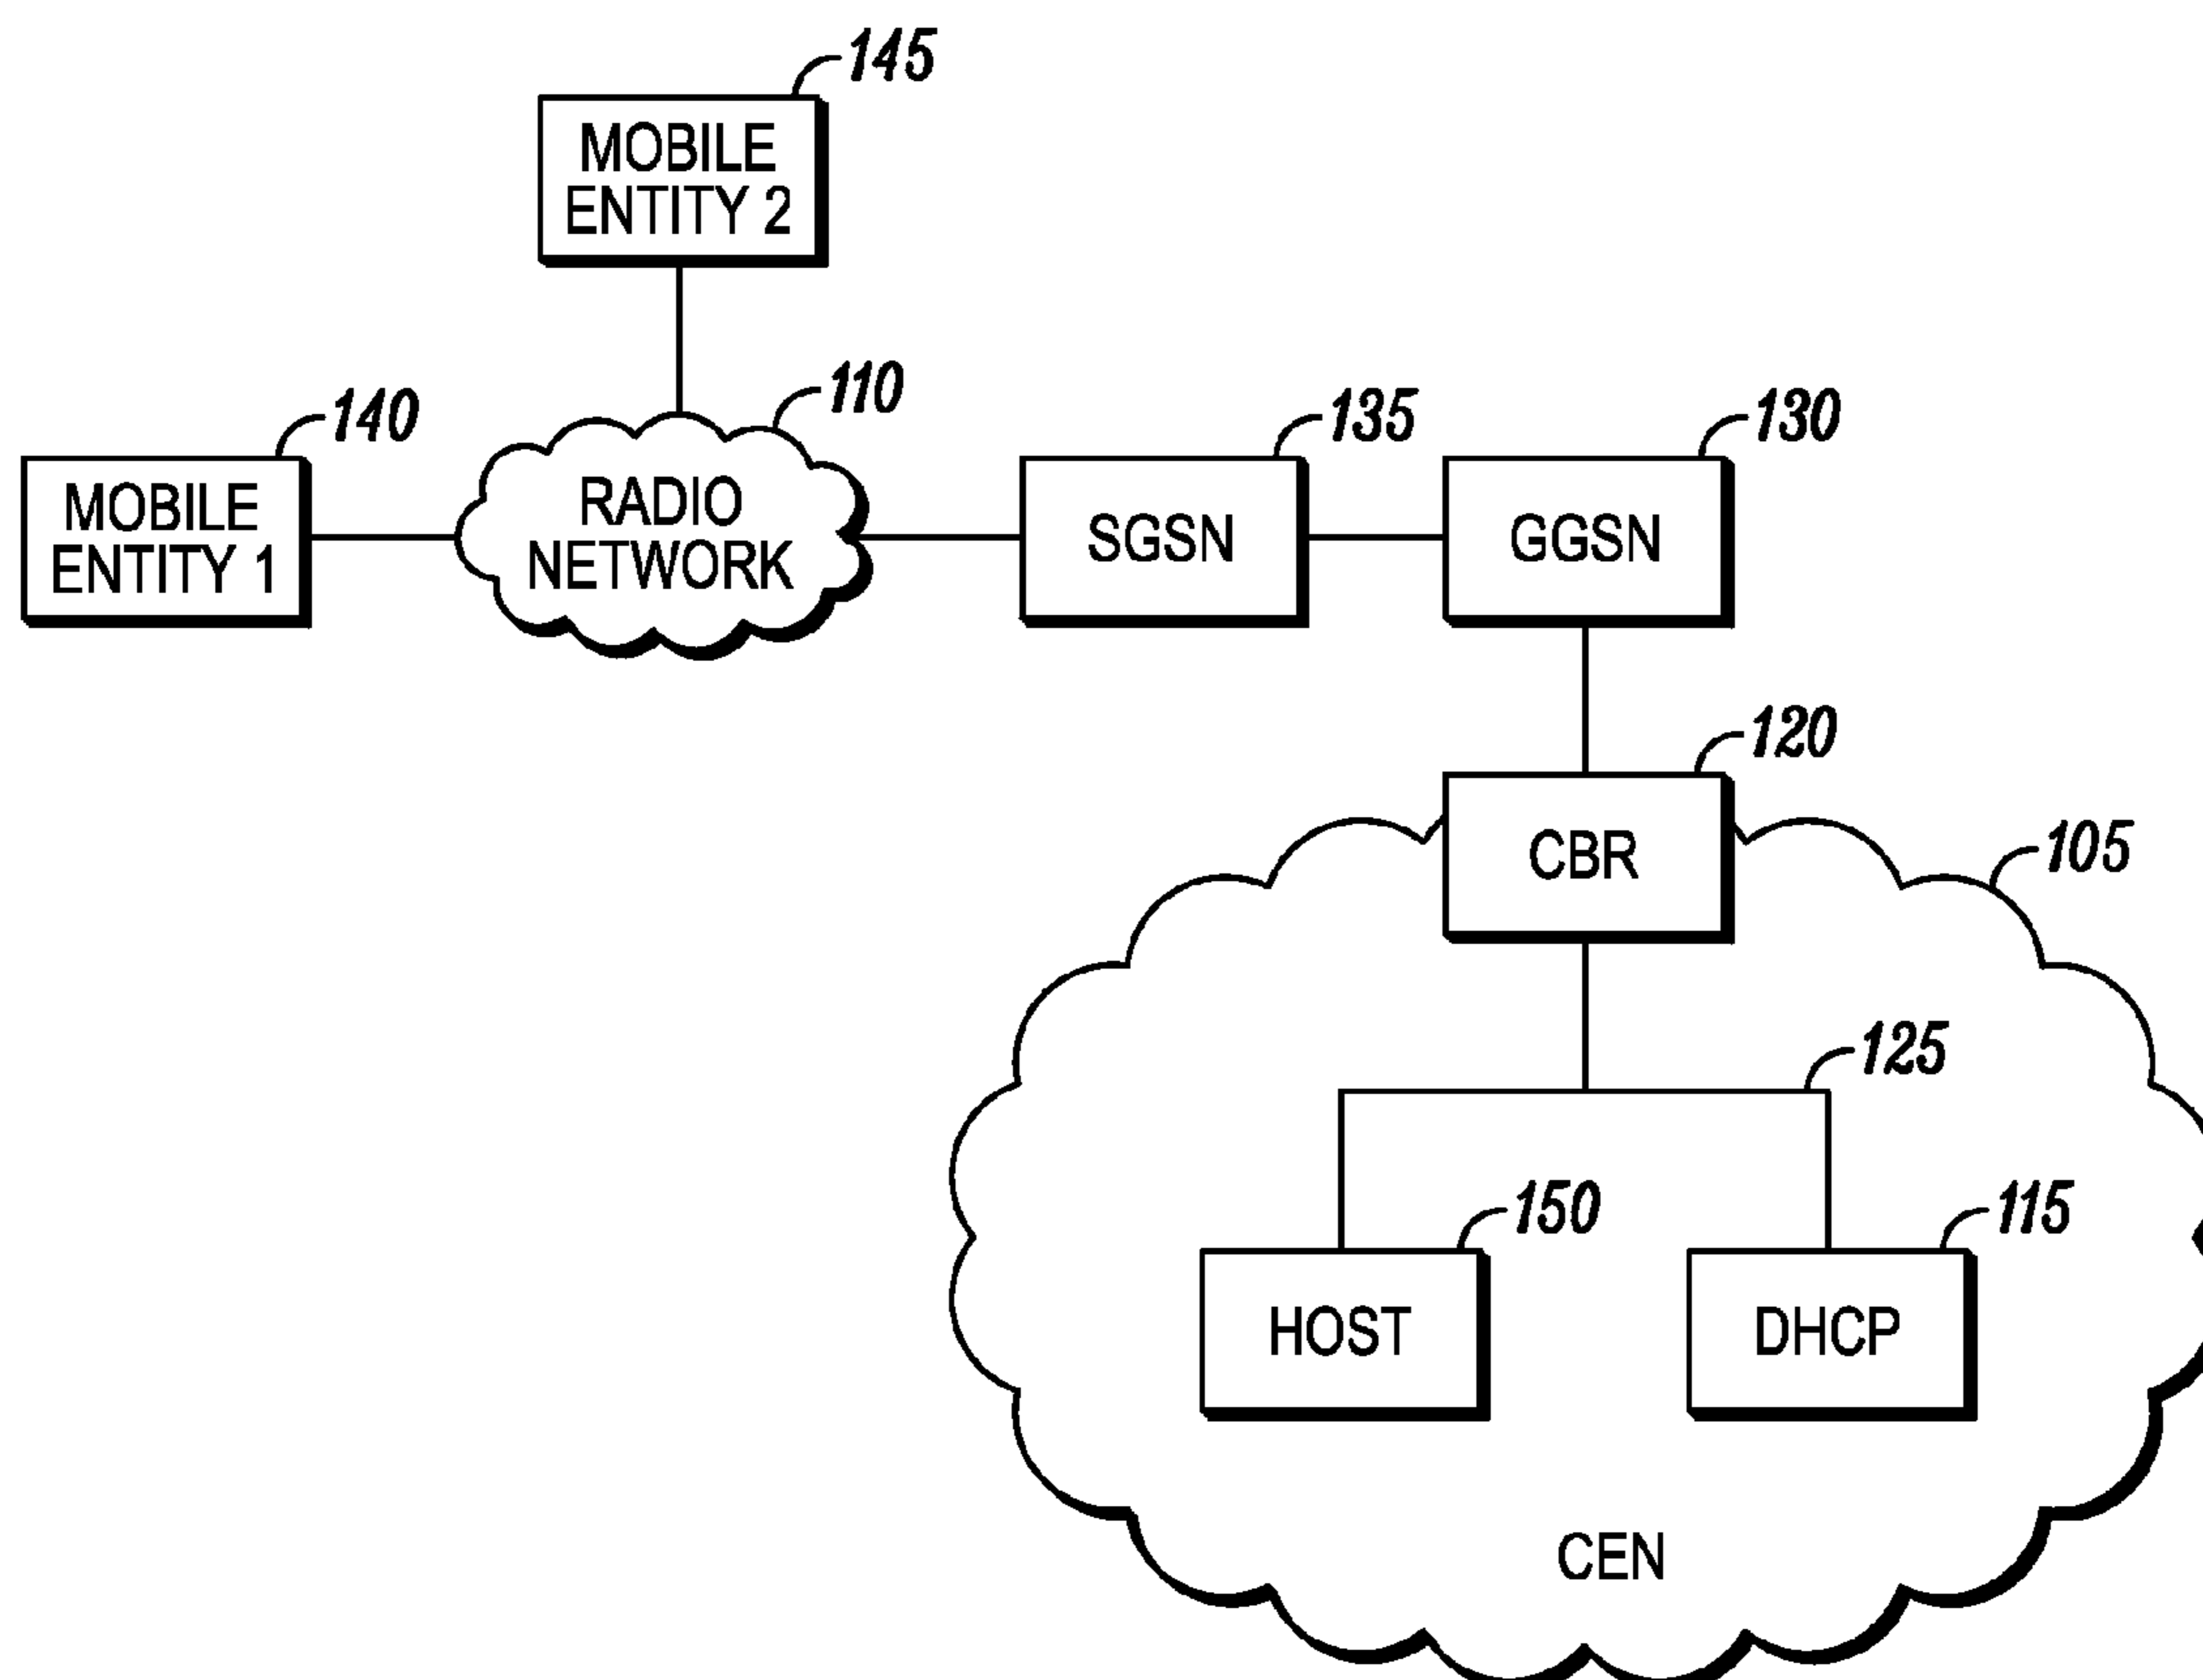 145
MOBILE
ENTITY 2
110
140
135
130
MOBILE
ENTITY 1
RADIO
NETWORK
SGSN
GGSN
120
CBR
105
125
150
115
HOST
DHCP
CEN